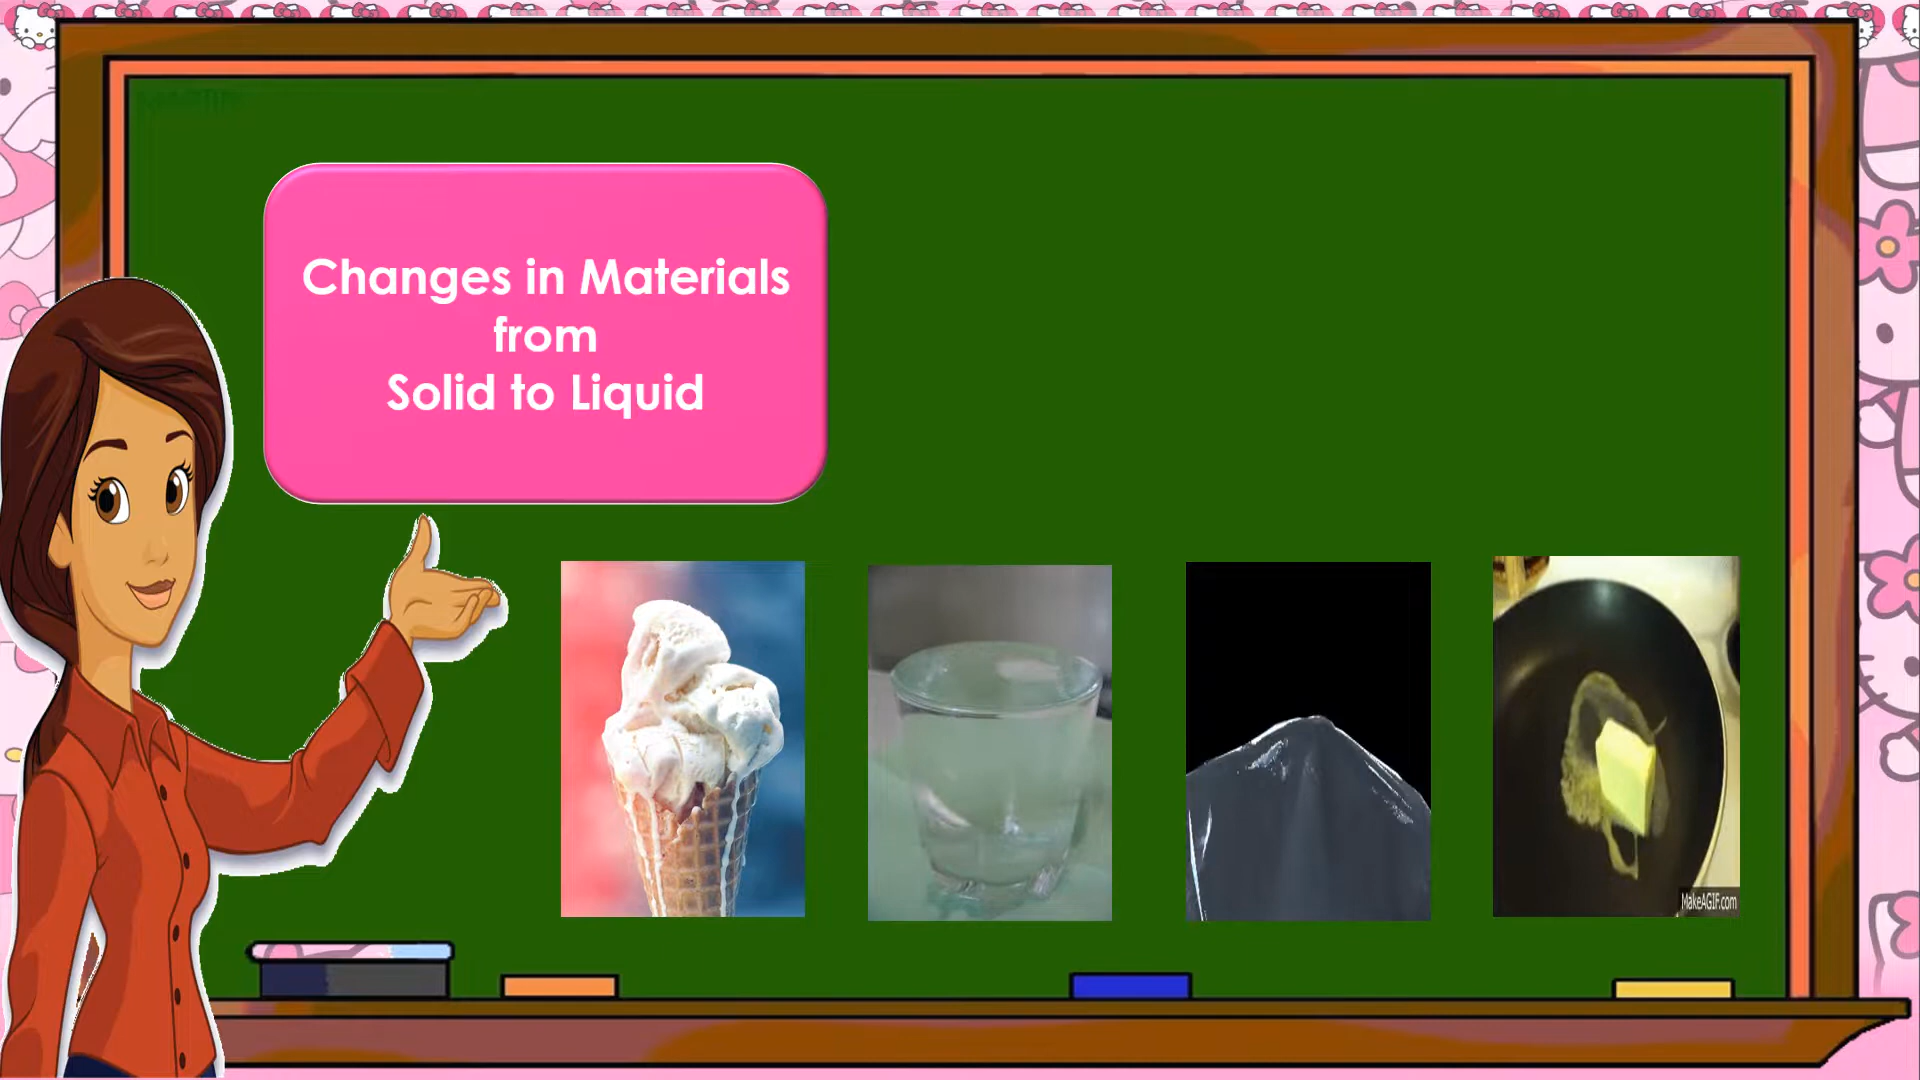 Changes in Materials
from
Solid to Liquid
MakeAGIF.com